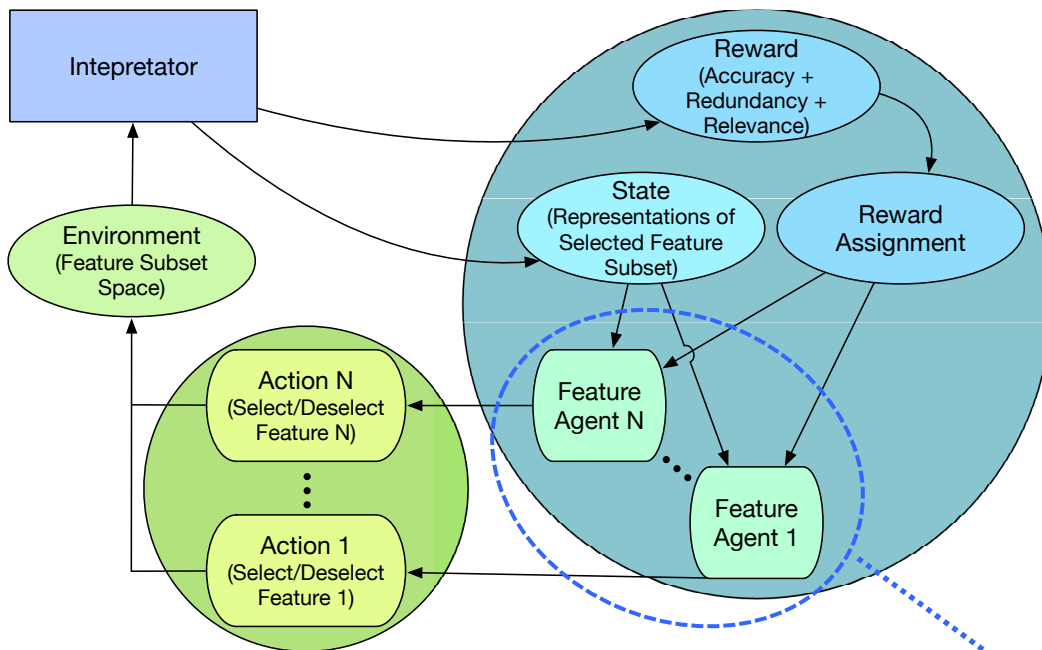 Intepretator
Reward
(Accuracy +
Redundancy +
Relevance)
State
(Representations of
Selected Feature
Subset)
Reward
Assignment
Environment
(Feature Subset
Space)
Action N
(Select/Deselect
Feature N)
Feature
Agent N
Action 1
(Select/Deselect
Feature 1)
Feature
Agent 1